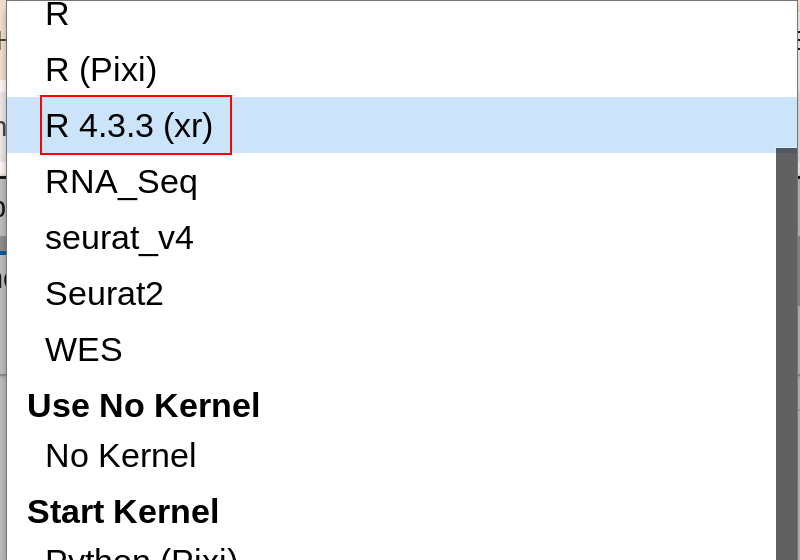 R
R (Pixi)
R 4.3.3 (xr)
RNA_Seq
seurat_v4
Seurat2
WES
Use No Kernel
No Kernel
Start Kernel
Python (Pixi)